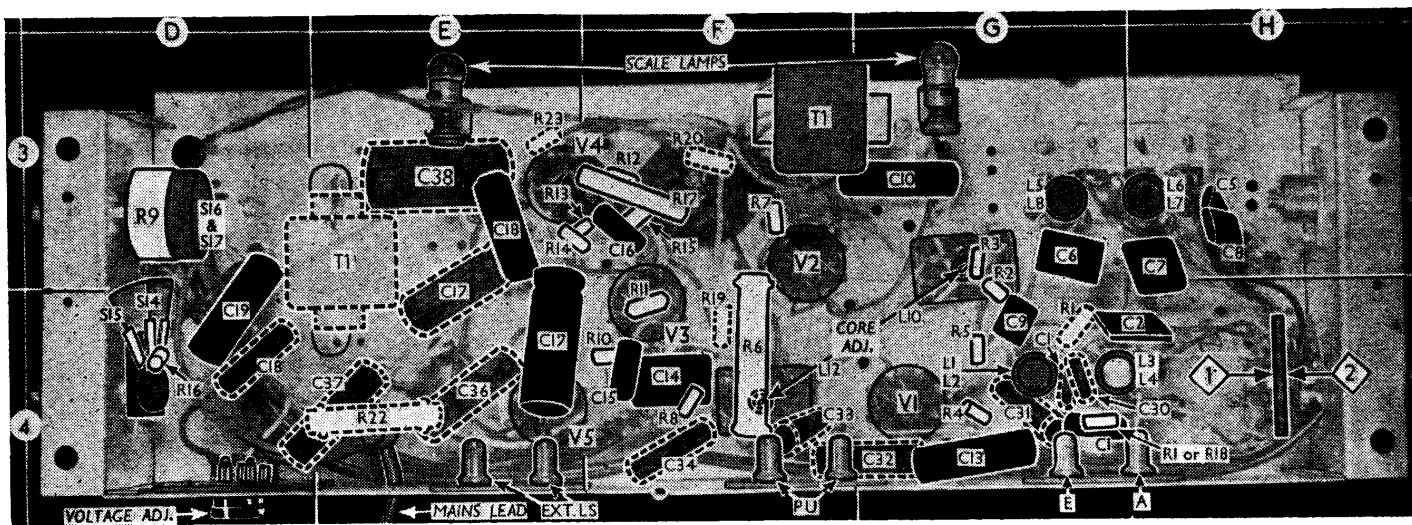 D E F G H
SCALE LAMPS
3
R23
V4
R12
R20
T1
C38
R13
R17
C10
L5
L8
L6
L7
C5
R9
S16
&
S17
C18
R14
C16
R15
R7
C8
T1
V2
R3
C6
C7
C17
R11
R2
S14
S15
C19
R19
L10
CORE
ADJ.
C9
R1
C2
V3
R6
R5
C1
C17
R10
R16
C18
L12
L1
L2
L3
L4
1
2
C37
C36
C15
C14
R8
V1
R4
C31
C30
4
R22
C33
V5
C34
C32
C13
C1
R1 or R18
VOLTAGE ADJ.
MAINS LEAD
EXT. LS
PU
E
A